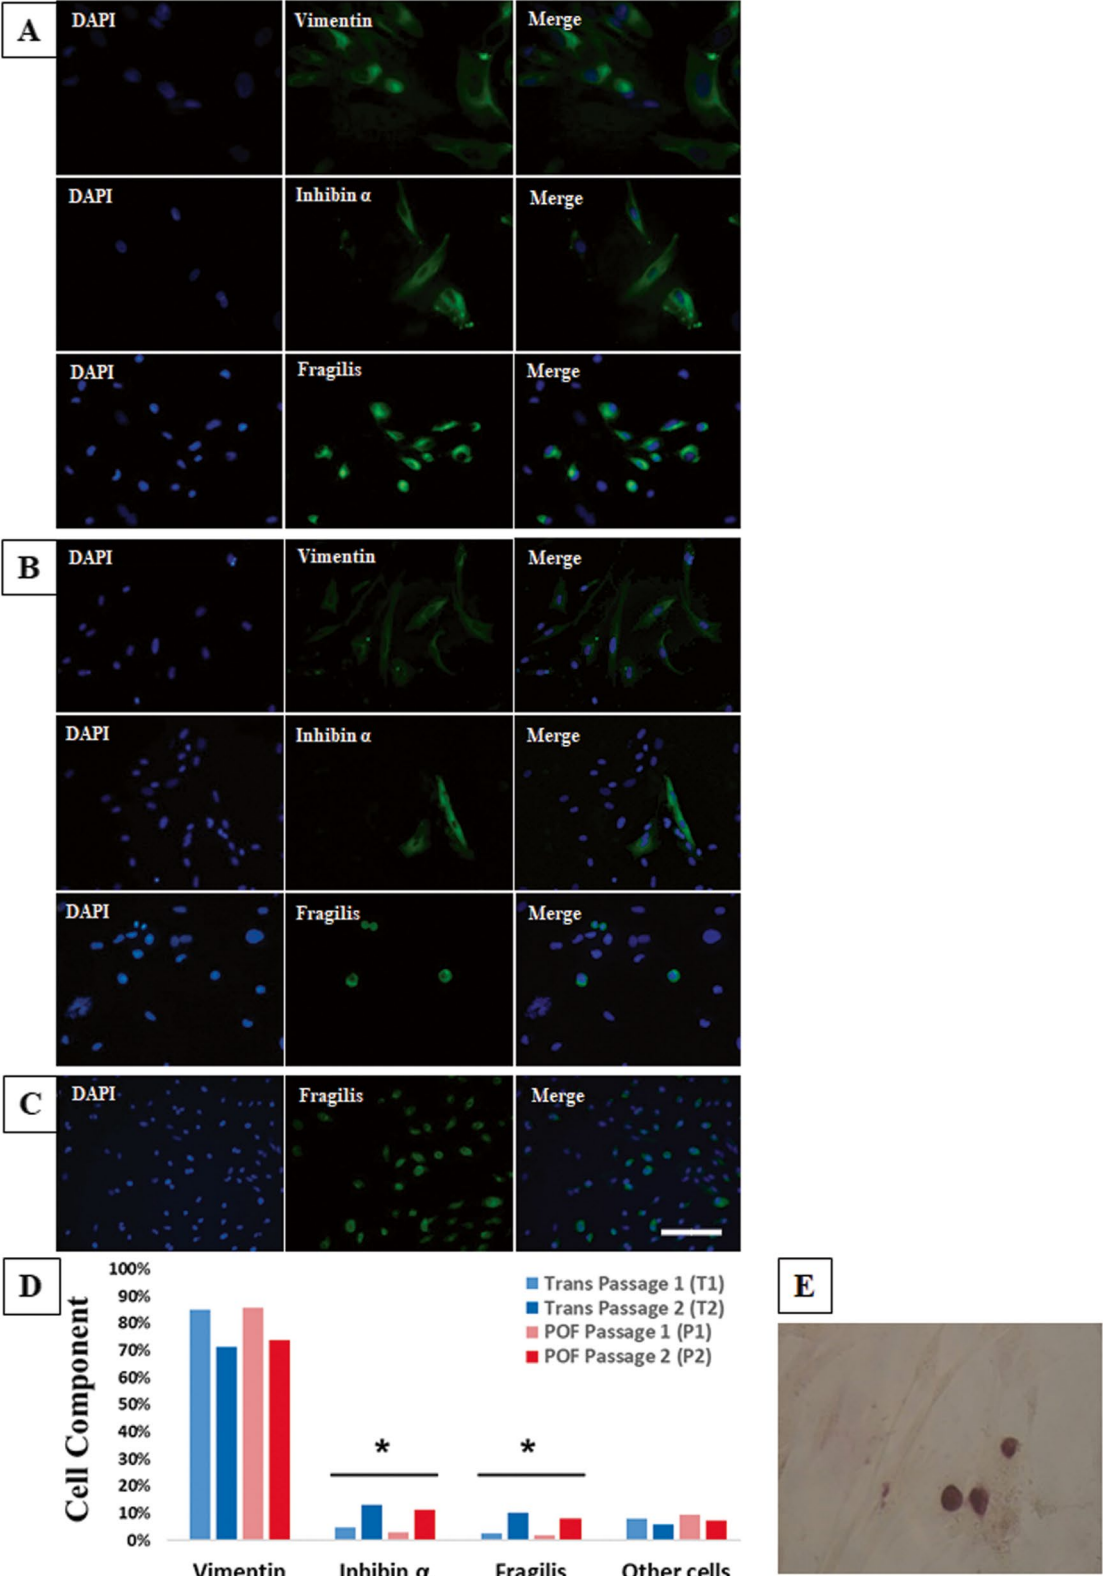 A
DAPI
Vimentin
Merge
DAPI
Inhibin α
Merge
DAPI
Fragilis
Merge
B
DAPI
Vimentin
Merge
DAPI
Inhibin α
Merge
DAPI
Fragilis
Merge
C
DAPI
Fragilis
Merge
D
Cell Component
100%
90%
80%
70%
60%
50%
40%
30%
20%
10%
0%
Trans Passage 1 (T1)
Trans Passage 2 (T2)
POF Passage 1 (P1)
POF Passage 2 (P2)
*
*
Vimentin
Inhibin α
Fragilis
Other cells
E